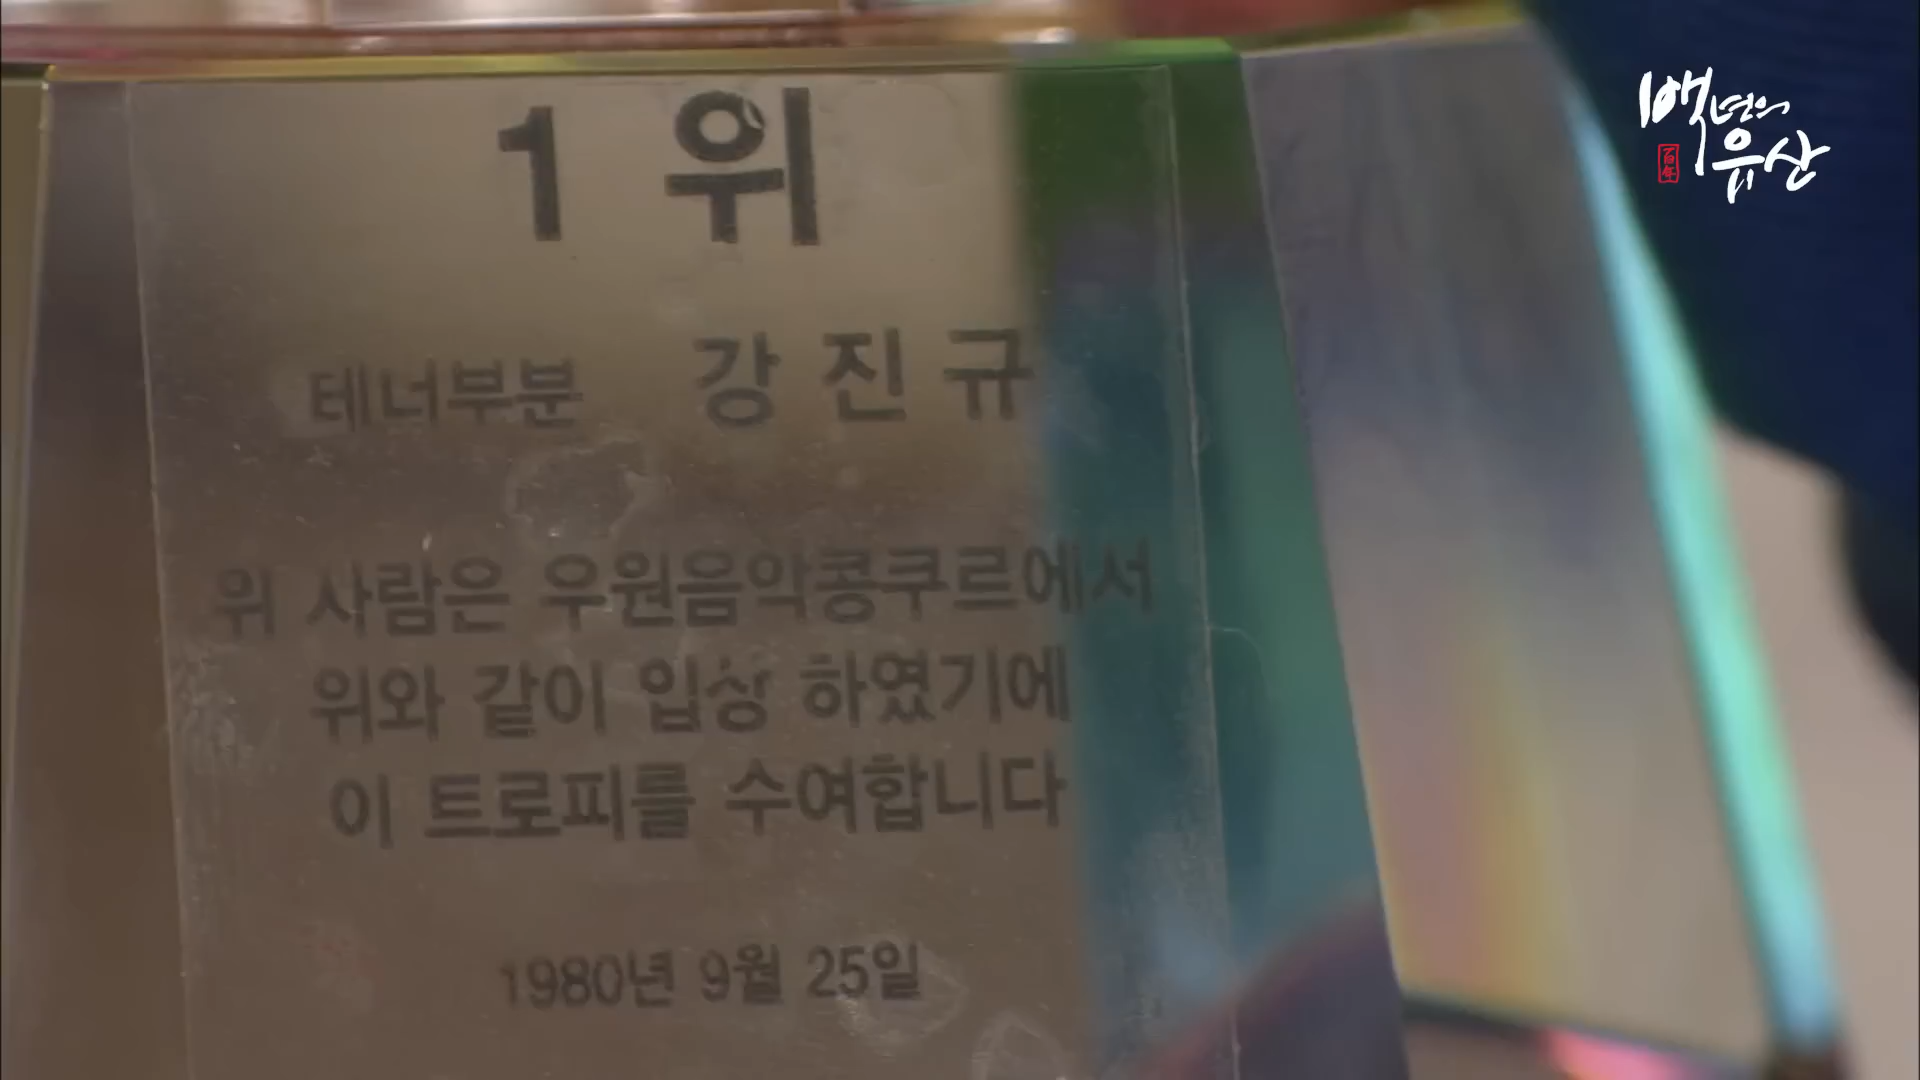 백년의
유산
百年
1 위
테너부분 강 진 규
위 사람은 우원음악콩쿠르에서
위와 같이 입상 하였기에
이 트로피를 수여합니다
1980년 9월 25일